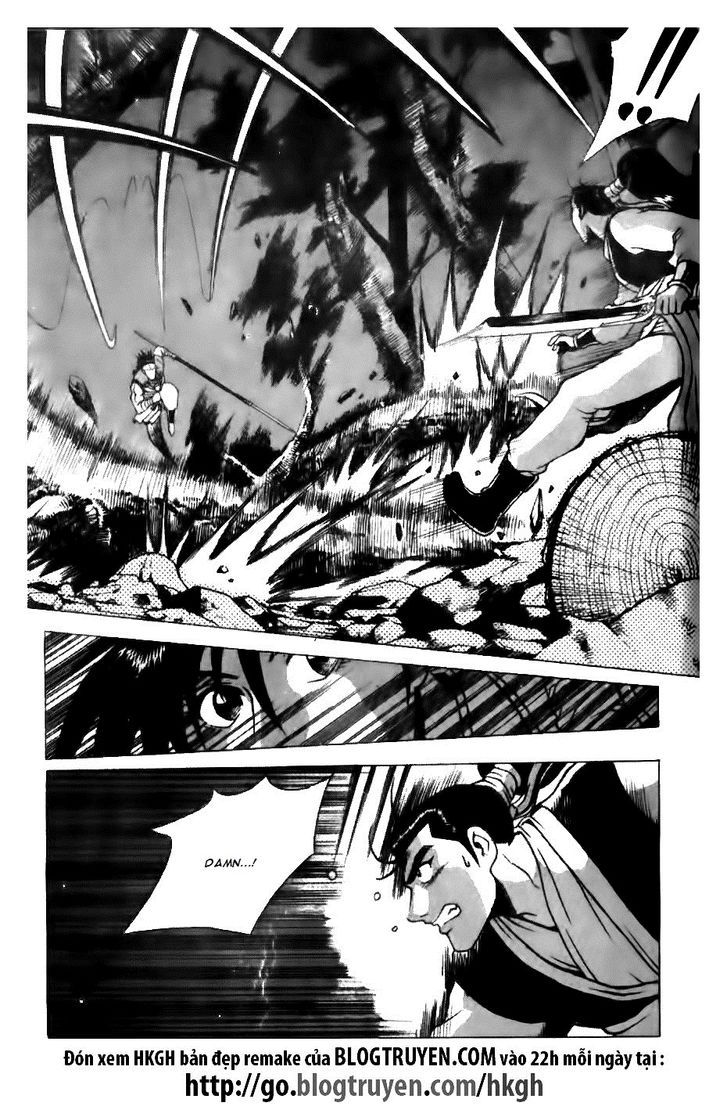 !!
DAMN...!
Đón xem HKGH bản đẹp remake của BLOGTRUYEN.COM vào 22h mỗi ngày tại :
http://go.blogtruyen.com/hkgh